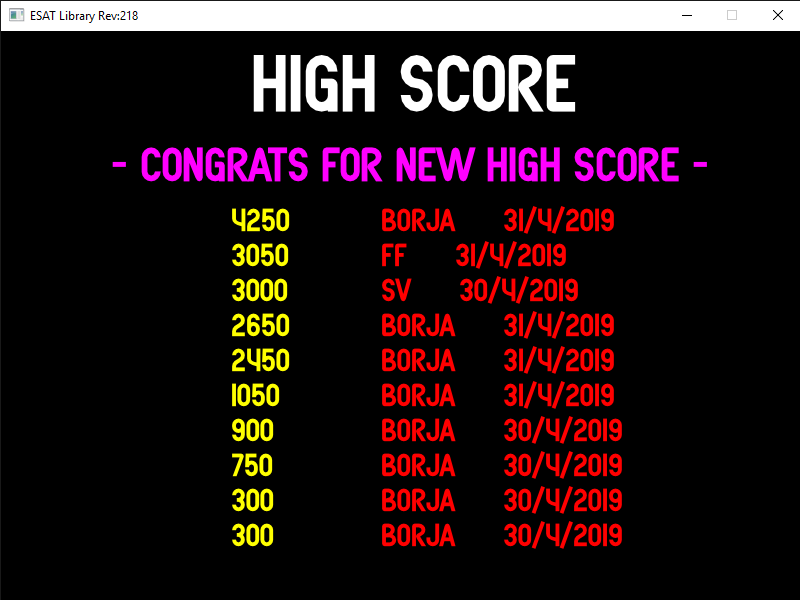 ESAT Library Rev:218
HIGH SCORE
- CONGRATS FOR NEW HIGH SCORE -
4250 BORJA 31/4/2019
3050 FF 31/4/2019
3000 SV 30/4/2019
2650 BORJA 31/4/2019
2450 BORJA 31/4/2019
1050 BORJA 31/4/2019
900 BORJA 30/4/2019
750 BORJA 30/4/2019
300 BORJA 30/4/2019
300 BORJA 30/4/2019